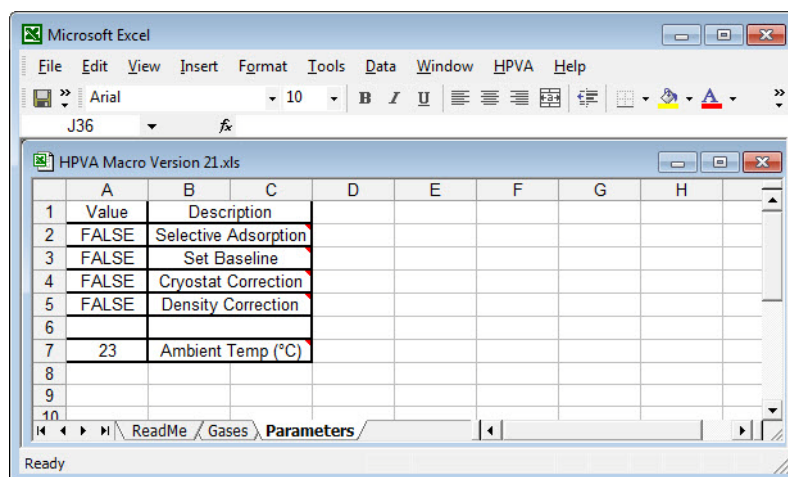 Microsoft Excel
File Edit View Insert Format Tools Data Window HPVA Help
» Arial 10 B I U A »
J36 fx
HPVA Macro Version 21.xls
A B C D E F G H
1 Value Description
2 FALSE Selective Adsorption
3 FALSE Set Baseline
4 FALSE Cryostat Correction
5 FALSE Density Correction
6
7 23 Ambient Temp (°C)
8
9
10
ReadMe Gases Parameters
Ready